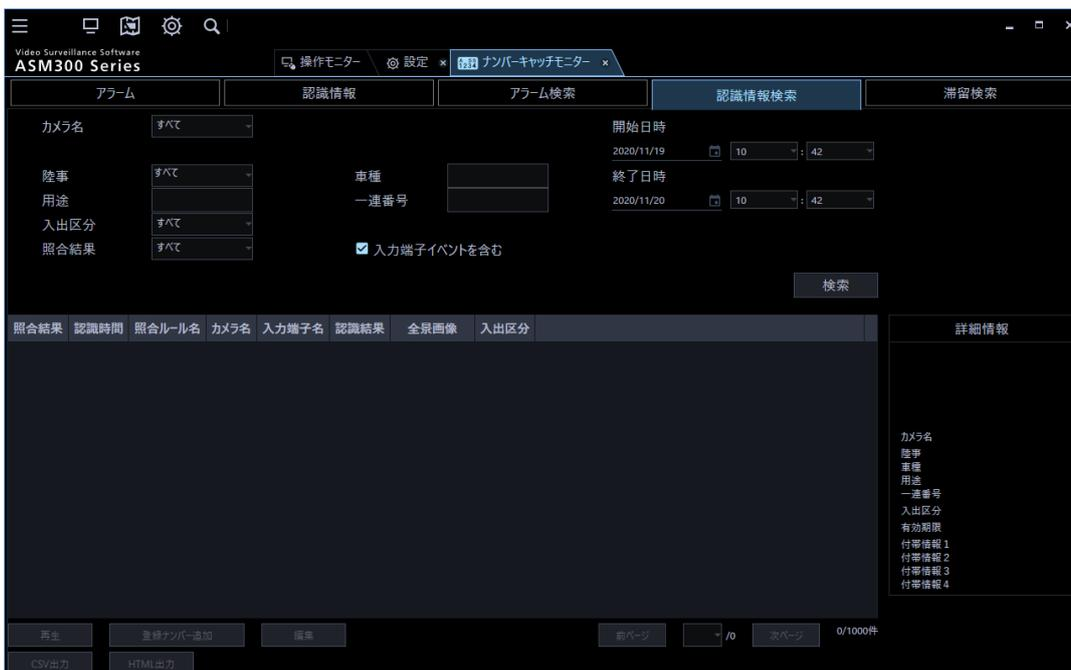 Video Surveillance Software
ASM300 Series
操作モニター 設定 × ナンバーキャッチモニター ×
アラーム 認識情報 アラーム検索 認識情報検索 滞留検索
カメラ名 すべて 開始日時
2020/11/19 10 : 42
陸事 すべて 車種 終了日時
用途 一連番号 2020/11/20 10 : 42
入出区分 すべて
照合結果 すべて 入力端子イベントを含む
検索
照合結果 認識時間 照合ルール名 カメラ名 入力端子名 認識結果 全景画像 入出区分 詳細情報
カメラ名
陸事
車種
用途
一連番号
入出区分
有効期限
付帯情報1
付帯情報2
付帯情報3
付帯情報4
再生 登録ナンバー追加 編集 前ページ /0 次ページ 0/1000件
CSV出力 HTML出力